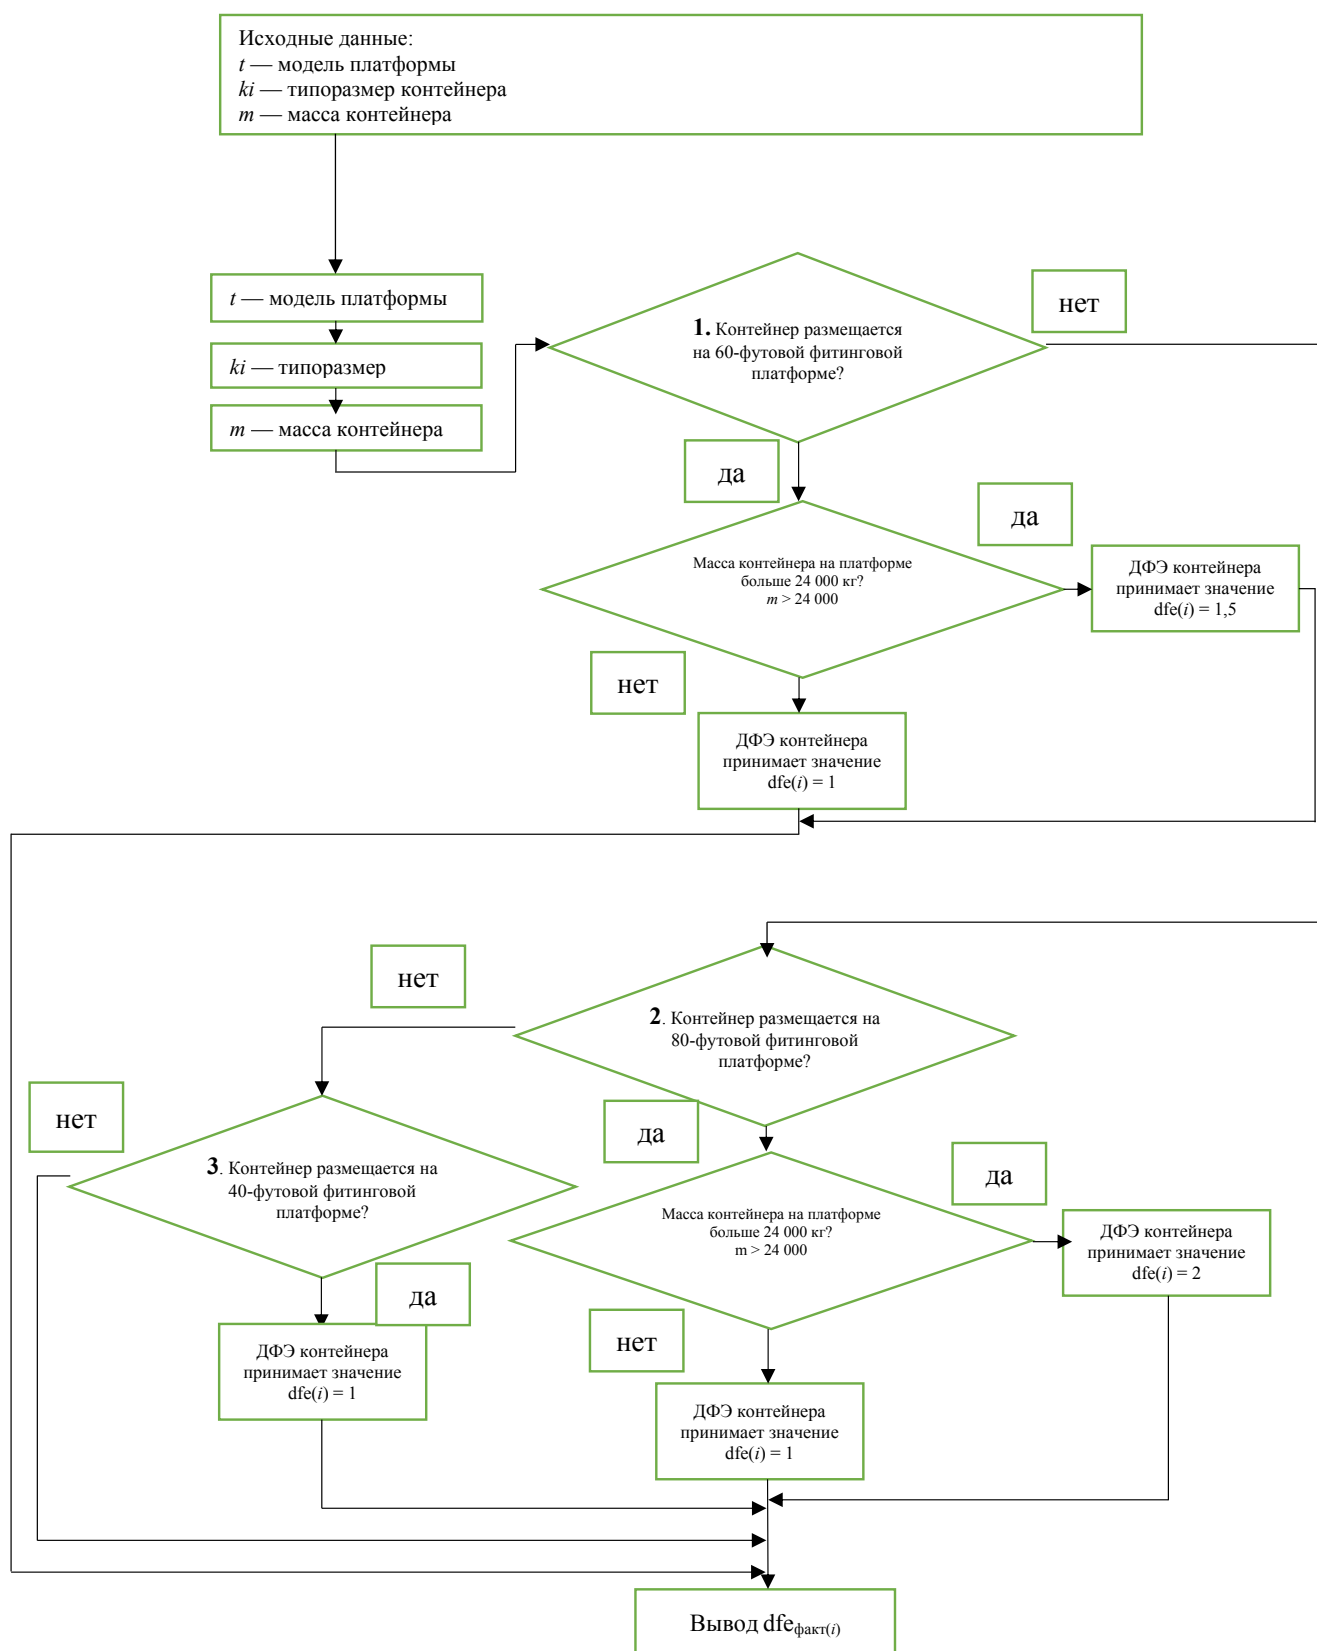 Исходные данные:
t — модель платформы
ki — типоразмер контейнера
m — масса контейнера
t — модель платформы
ki — типоразмер
m — масса контейнера
1. Контейнер размещается
на 60-футовой фитинговой
платформе?
нет
да
Масса контейнера на платформе
больше 24 000 кг?
m > 24 000
да
ДФЭ контейнера
принимает значение
dfe(i) = 1,5
нет
ДФЭ контейнера
принимает значение
dfe(i) = 1
2. Контейнер размещается на
80-футовой фитинговой
платформе?
нет
да
3. Контейнер размещается на
40-футовой фитинговой
платформе?
нет
да
ДФЭ контейнера
принимает значение
dfe(i) = 1
Масса контейнера на платформе
больше 24 000 кг?
m > 24 000
да
ДФЭ контейнера
принимает значение
dfe(i) = 2
нет
ДФЭ контейнера
принимает значение
dfe(i) = 1
Вывод dfeфакт(i)